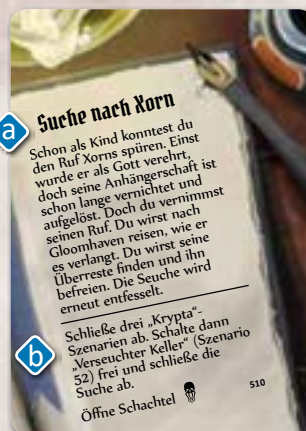 Suche nach Xorn
a
Schon als Kind konntest du
den Ruf Xorns spüren. Einst
wurde er als Gott verehrt,
doch seine Anhängerschaft ist
schon lange vernichtet und
aufgelöst. Doch du vernimmst
seinen Ruf. Du wirst nach
Gloomhaven reisen, wie er
es verlangt. Du wirst seine
Überreste finden und ihn
befreien. Die Seuche wird
erneut entfesselt.
b
Schließe drei „Krypta“-
Szenarien ab. Schalte dann
„Verseuchter Keller“ (Szenario
52) frei und schließe die
Suche ab.
Öffne Schachtel
510